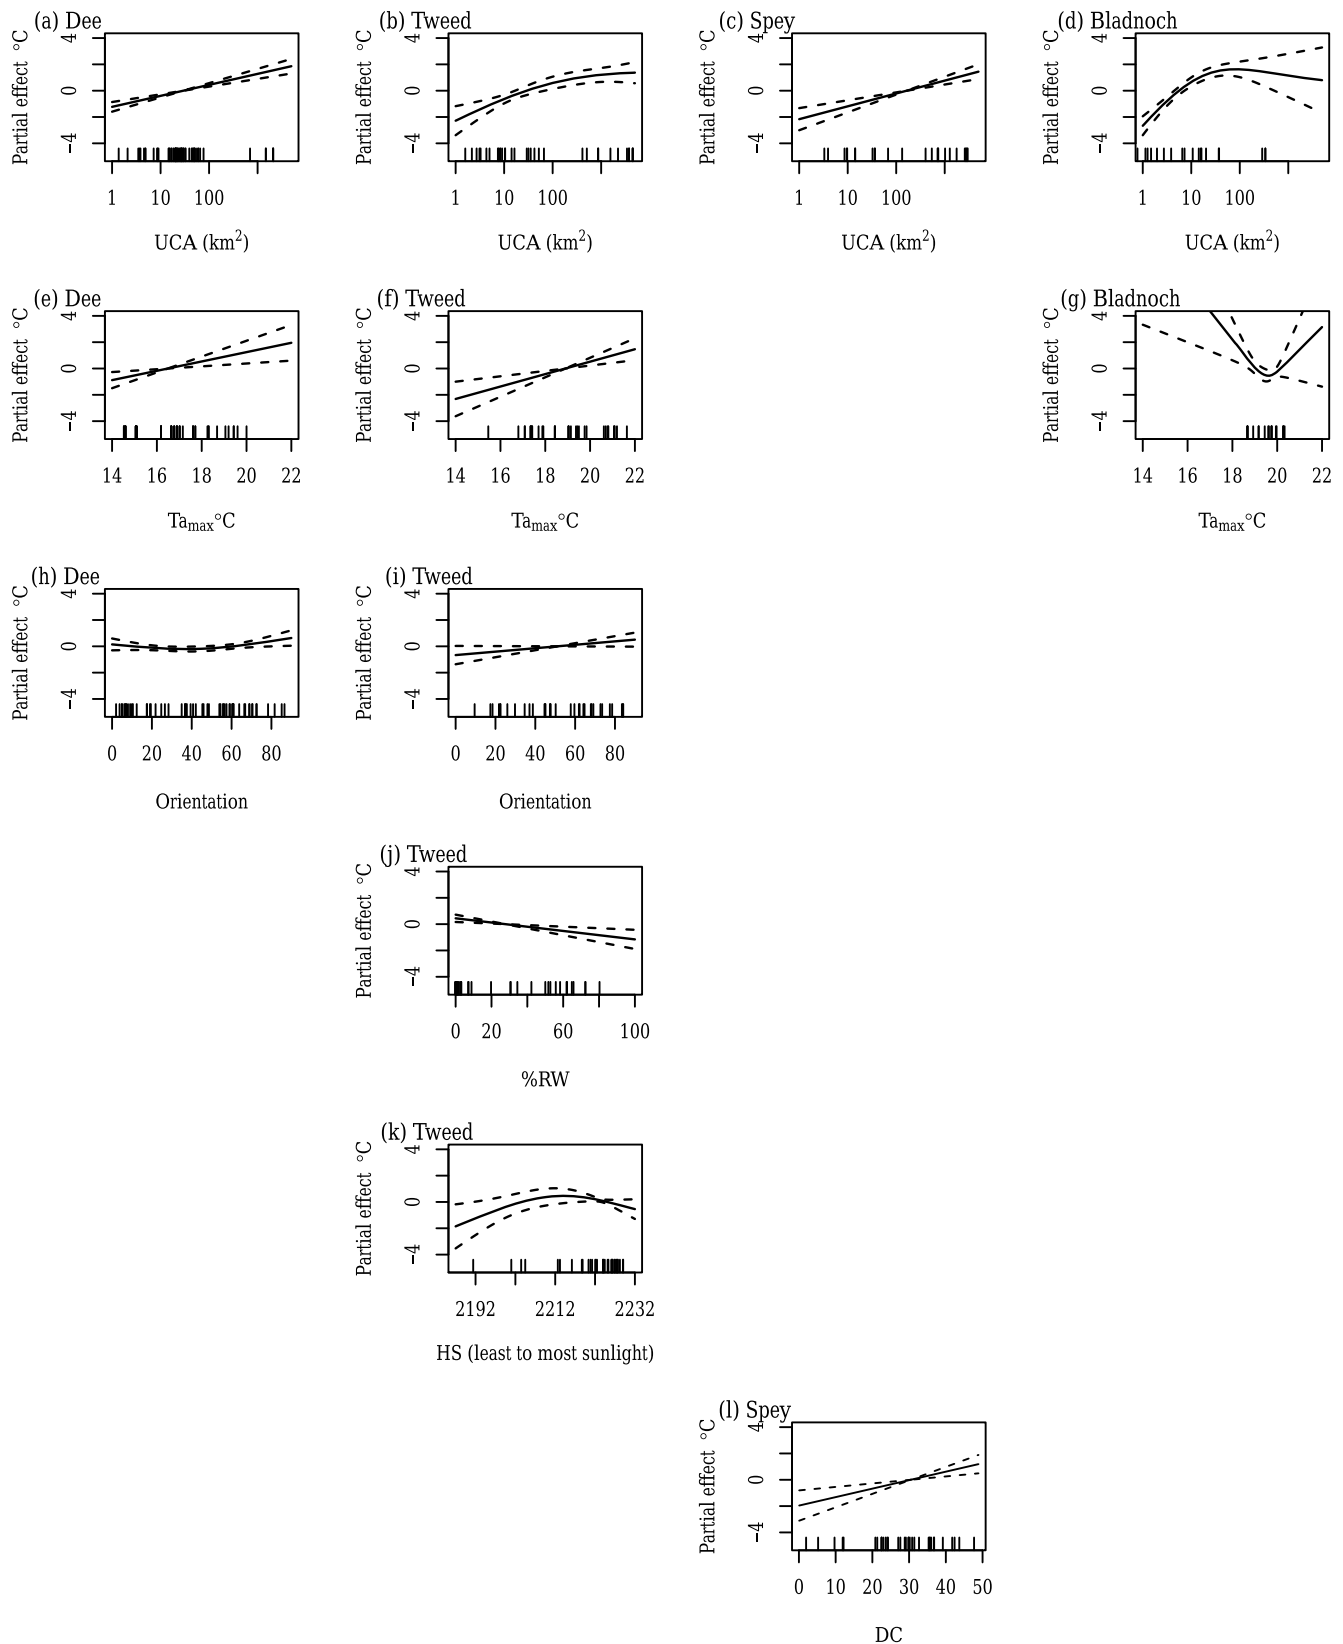 (a) Dee
Partial effect °C
4
0
−4
1 10 100
UCA (km²)
(b) Tweed
Partial effect °C
4
0
−4
1 10 100
UCA (km²)
(c) Spey
Partial effect °C
4
0
−4
1 10 100
UCA (km²)
(d) Bladnoch
Partial effect °C
4
0
−4
1 10 100
UCA (km²)
(e) Dee
Partial effect °C
4
0
−4
14 16 18 20 22
Tamax°C
(f) Tweed
Partial effect °C
4
0
−4
14 16 18 20 22
Tamax°C
(g) Bladnoch
Partial effect °C
4
0
−4
14 16 18 20 22
Tamax°C
(h) Dee
Partial effect °C
4
0
−4
0 20 40 60 80
Orientation
(i) Tweed
Partial effect °C
4
0
−4
0 20 40 60 80
Orientation
(j) Tweed
Partial effect °C
4
0
−4
0 20 60 100
%RW
(k) Tweed
Partial effect °C
4
0
−4
2192 2212 2232
HS (least to most sunlight)
(l) Spey
Partial effect °C
4
0
−4
0 10 20 30 40 50
DC